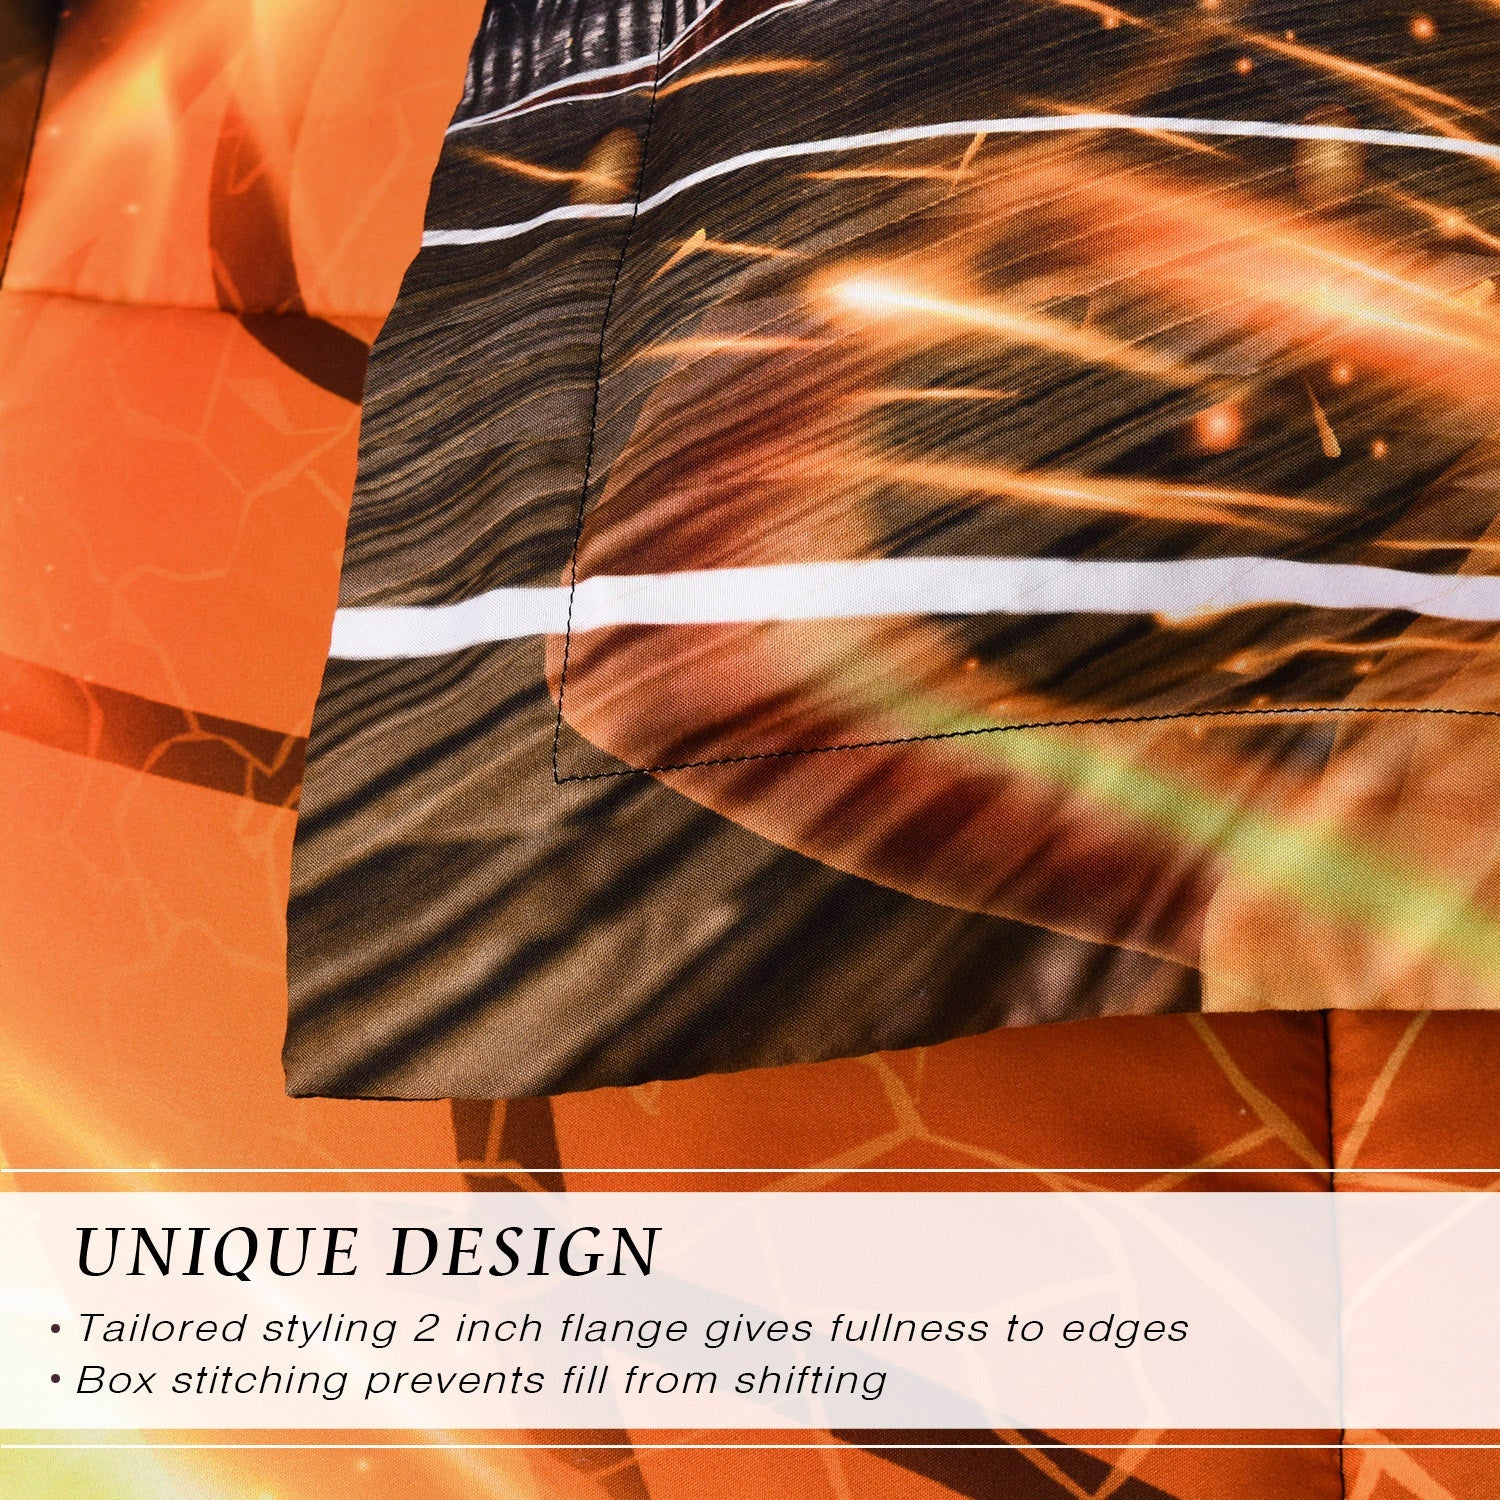 UNIQUE DESIGN
• Tailored styling 2 inch flange gives fullness to edges
• Box stitching prevents fill from shifting